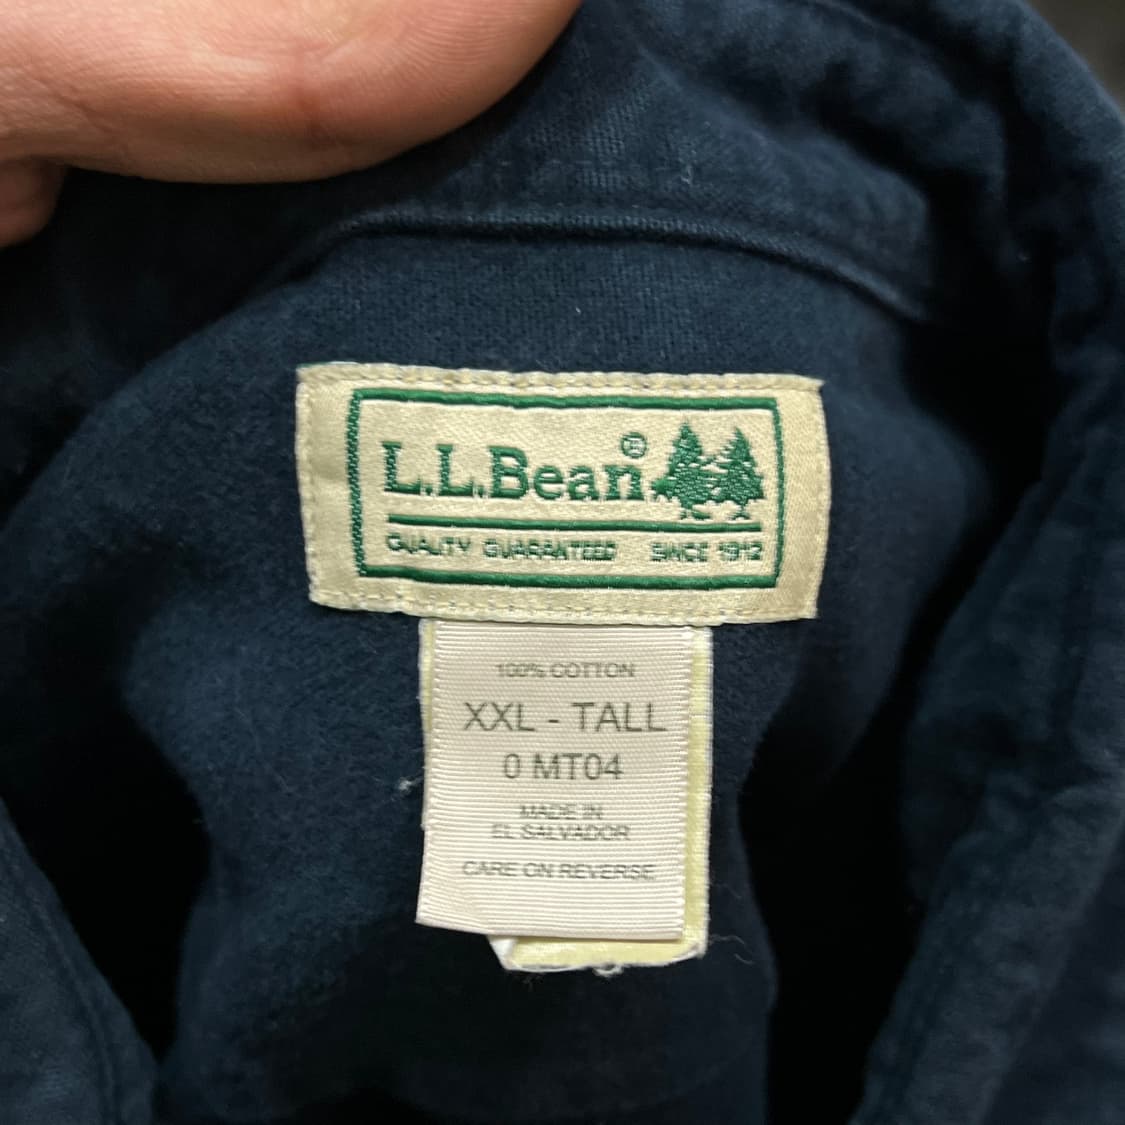 L.L.Bean®
QUALITY GUARANTEED SINCE 1912
100% COTTON
XXL - TALL
0 MT04
MADE IN
EL SALVADOR
CARE ON REVERSE